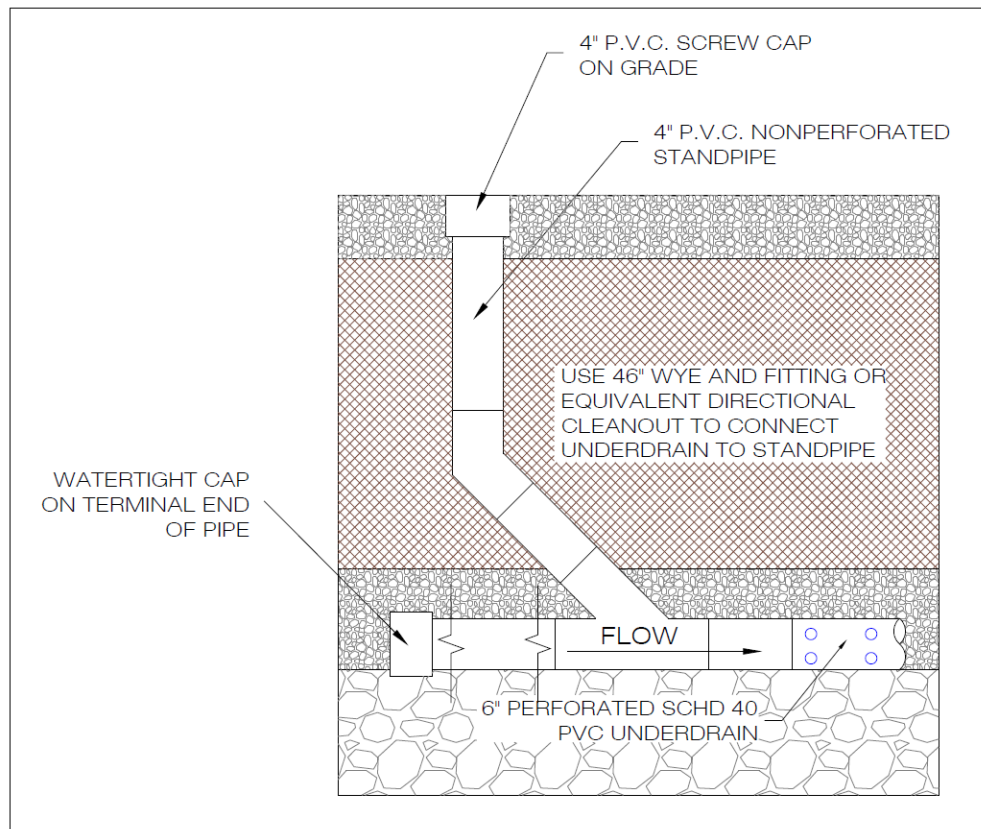 4" P.V.C. SCREW CAP
ON GRADE
4" P.V.C. NONPERFORATED
STANDPIPE
USE 46" WYE AND FITTING OR
EQUIVALENT DIRECTIONAL
CLEANOUT TO CONNECT
UNDERDRAIN TO STANDPIPE
WATERTIGHT CAP
ON TERMINAL END
OF PIPE
FLOW
6" PERFORATED SCHD 40
PVC UNDERDRAIN